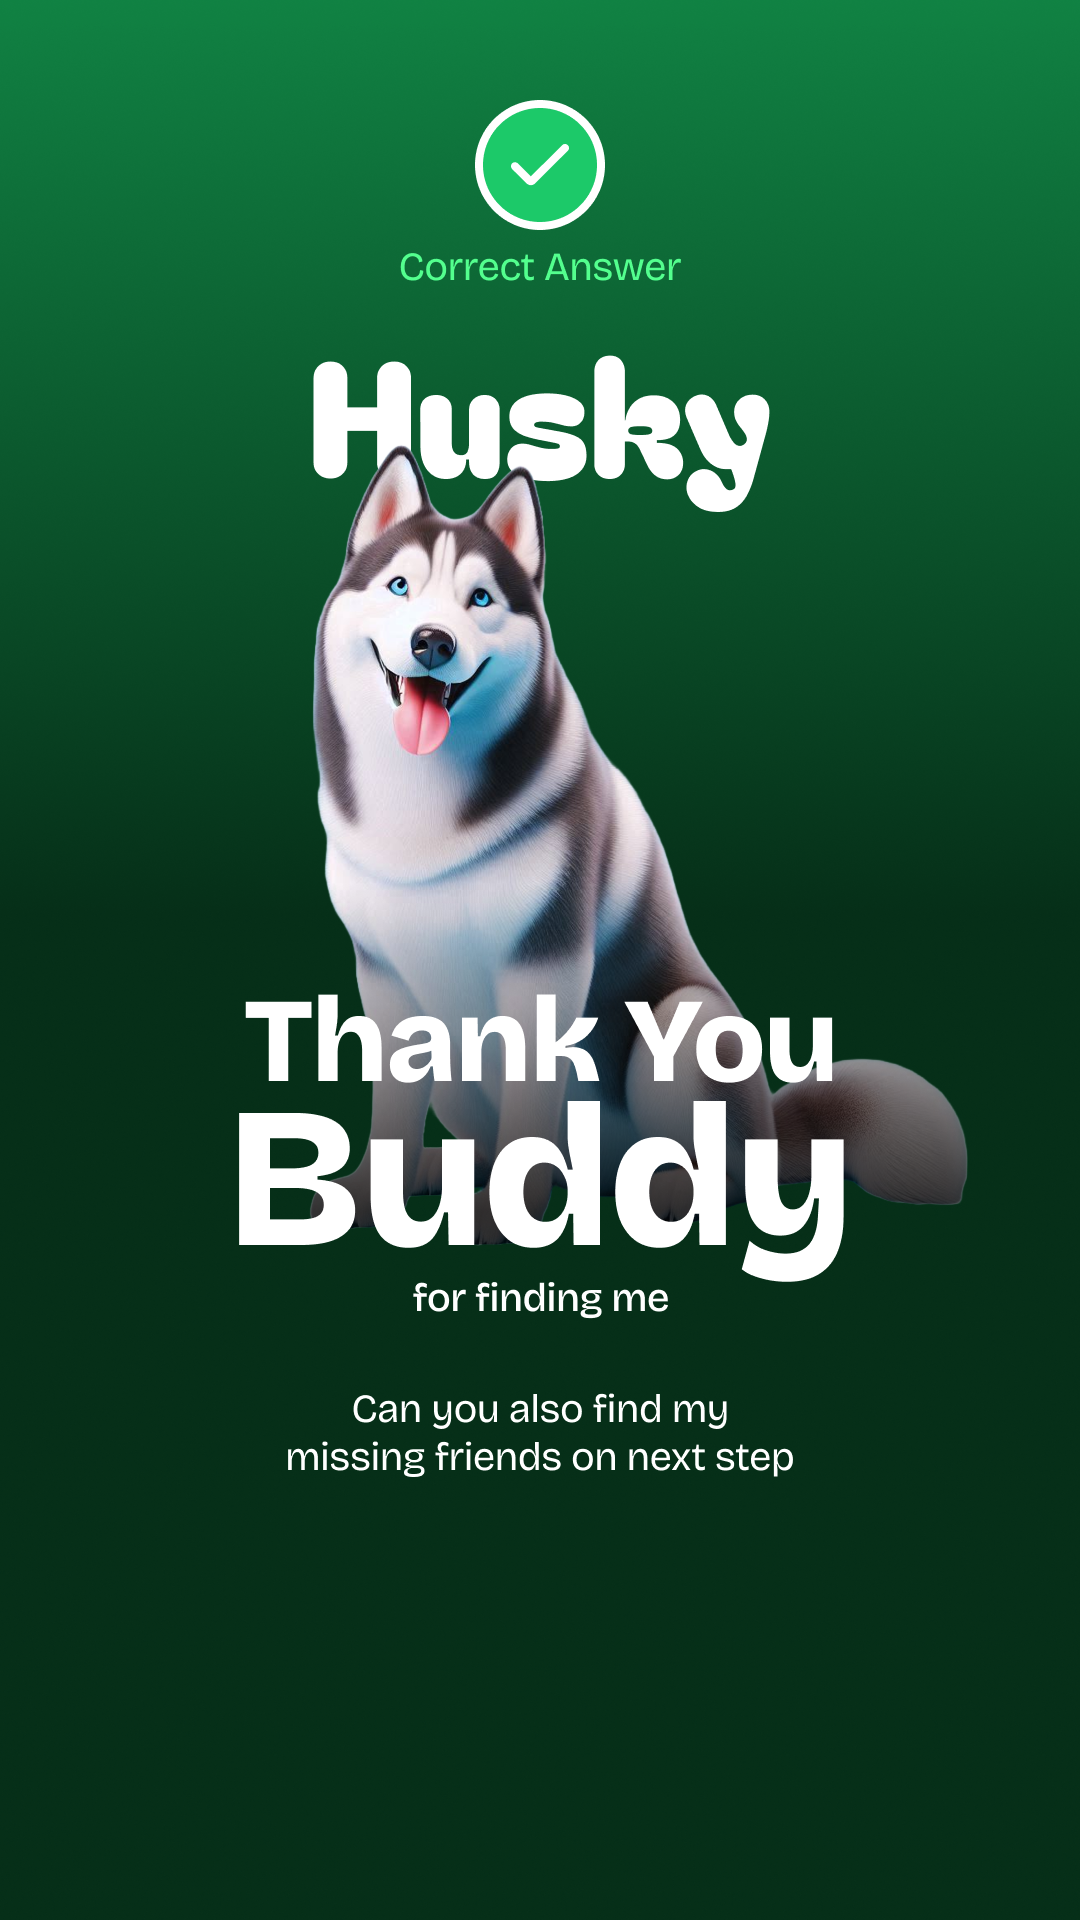 Correct Answer
Husky
Thank You
Buddy
for finding me
Can you also find my
missing friends on next step